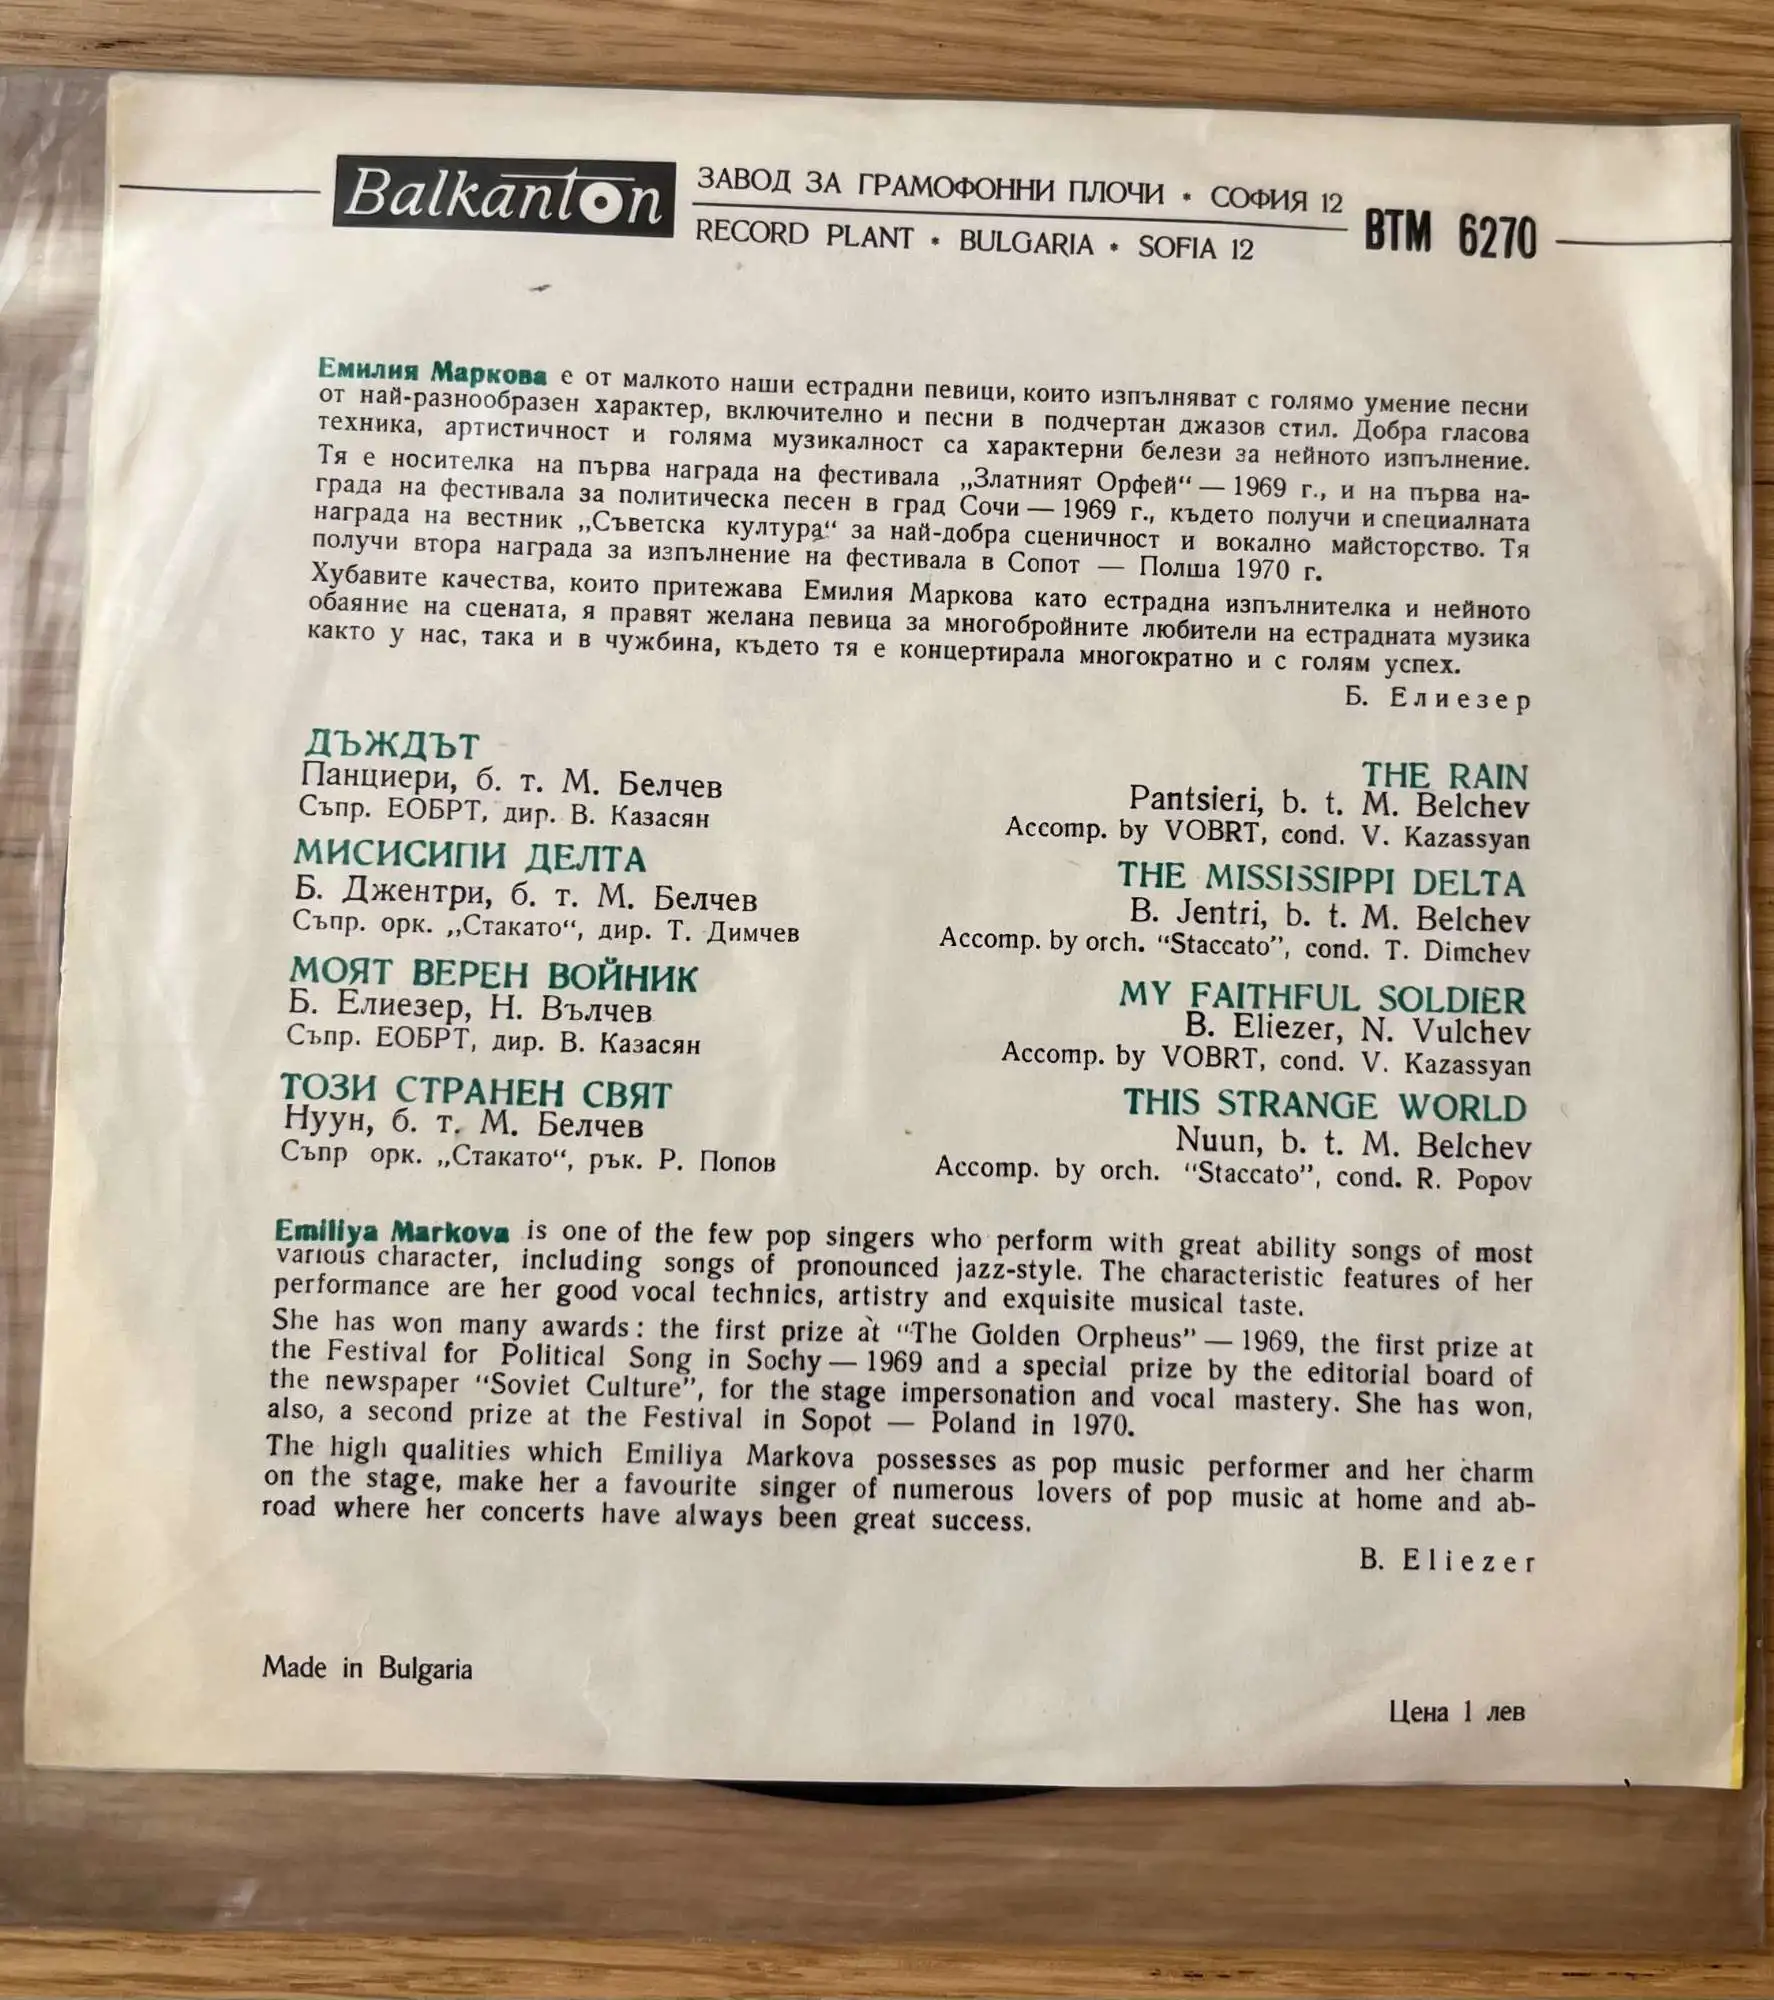 Balkanton
ЗАВОД ЗА ГРАМОФОННИ ПЛОЧИ • СОФИЯ 12
RECORD PLANT • BULGARIA • SOFIA 12
ВТМ 6270
Емилия Маркова е от малкото наши естрадни певици, които изпълняват с голямо умение песни
от най-разнообразен характер, включително и песни в подчертан джазов стил. Добра гласова
техника, артистичност и голяма музикалност са характерни белези за нейното изпълнение.
Тя е носителка на първа награда на фестивала „Златният Орфей“ — 1969 г., и на първа на-
града на фестивала за политическа песен в град Сочи — 1969 г., където получи и специалната
награда на вестник „Съветска култура“ за най-добра сценичност и вокално майсторство. Тя
получи втора награда за изпълнение на фестивала в Сопот — Полша 1970 г.
Хубавите качества, които притежава Емилия Маркова като естрадна изпълнителка и нейното
обаяние на сцената, я правят желана певица за многобройните любители на естрадната музика
както у нас, така и в чужбина, където тя е концертирала многократно и с голям успех.
Б. Елиезер
ДЪЖДЪТ
Панциери, б. т. М. Белчев
Съпр. ЕОБРТ, дир. В. Казасян
МИСИСИПИ ДЕЛТА
Б. Джентри, б. т. М. Белчев
Съпр. орк. „Стакато“, дир. Т. Димчев
МОЯТ ВЕРЕН ВОЙНИК
Б. Елиезер, Н. Вълчев
Съпр. ЕОБРТ, дир. В. Казасян
ТОЗИ СТРАНЕН СВЯТ
Нуун, б. т. М. Белчев
Съпр орк. „Стакато“, рък. Р. Попов
THE RAIN
Pantsieri, b. t. M. Belchev
Accomp. by VOBRT, cond. V. Kazassyan
THE MISSISSIPPI DELTA
B. Jentri, b. t. M. Belchev
Accomp. by orch. “Staccato”, cond. T. Dimchev
MY FAITHFUL SOLDIER
B. Eliezer, N. Vulchev
Accomp. by VOBRT, cond. V. Kazassyan
THIS STRANGE WORLD
Nuun, b. t. M. Belchev
Accomp. by orch. “Staccato”, cond. R. Popov
Emiliya Markova is one of the few pop singers who perform with great ability songs of most
various character, including songs of pronounced jazz-style. The characteristic features of her
performance are her good vocal technics, artistry and exquisite musical taste.
She has won many awards: the first prize at “The Golden Orpheus” — 1969, the first prize at
the Festival for Political Song in Sochy — 1969 and a special prize by the editorial board of
the newspaper “Soviet Culture”, for the stage impersonation and vocal mastery. She has won,
also, a second prize at the Festival in Sopot — Poland in 1970.
The high qualities which Emiliya Markova possesses as pop music performer and her charm
on the stage, make her a favourite singer of numerous lovers of pop music at home and ab-
road where her concerts have always been great success.
B. Eliezer
Made in Bulgaria
Цена 1 лев